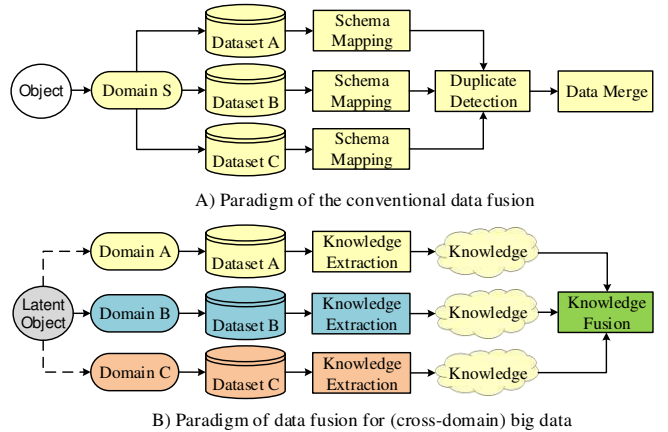 Object
Domain S
Dataset A
Schema
Mapping
Dataset B
Schema
Mapping
Dataset C
Schema
Mapping
Duplicate
Detection
Data Merge
A) Paradigm of the conventional data fusion
Latent
Object
Domain A
Dataset A
Knowledge
Extraction
Knowledge
Domain B
Dataset B
Knowledge
Extraction
Knowledge
Domain C
Dataset C
Knowledge
Extraction
Knowledge
Knowledge
Fusion
B) Paradigm of data fusion for (cross-domain) big data